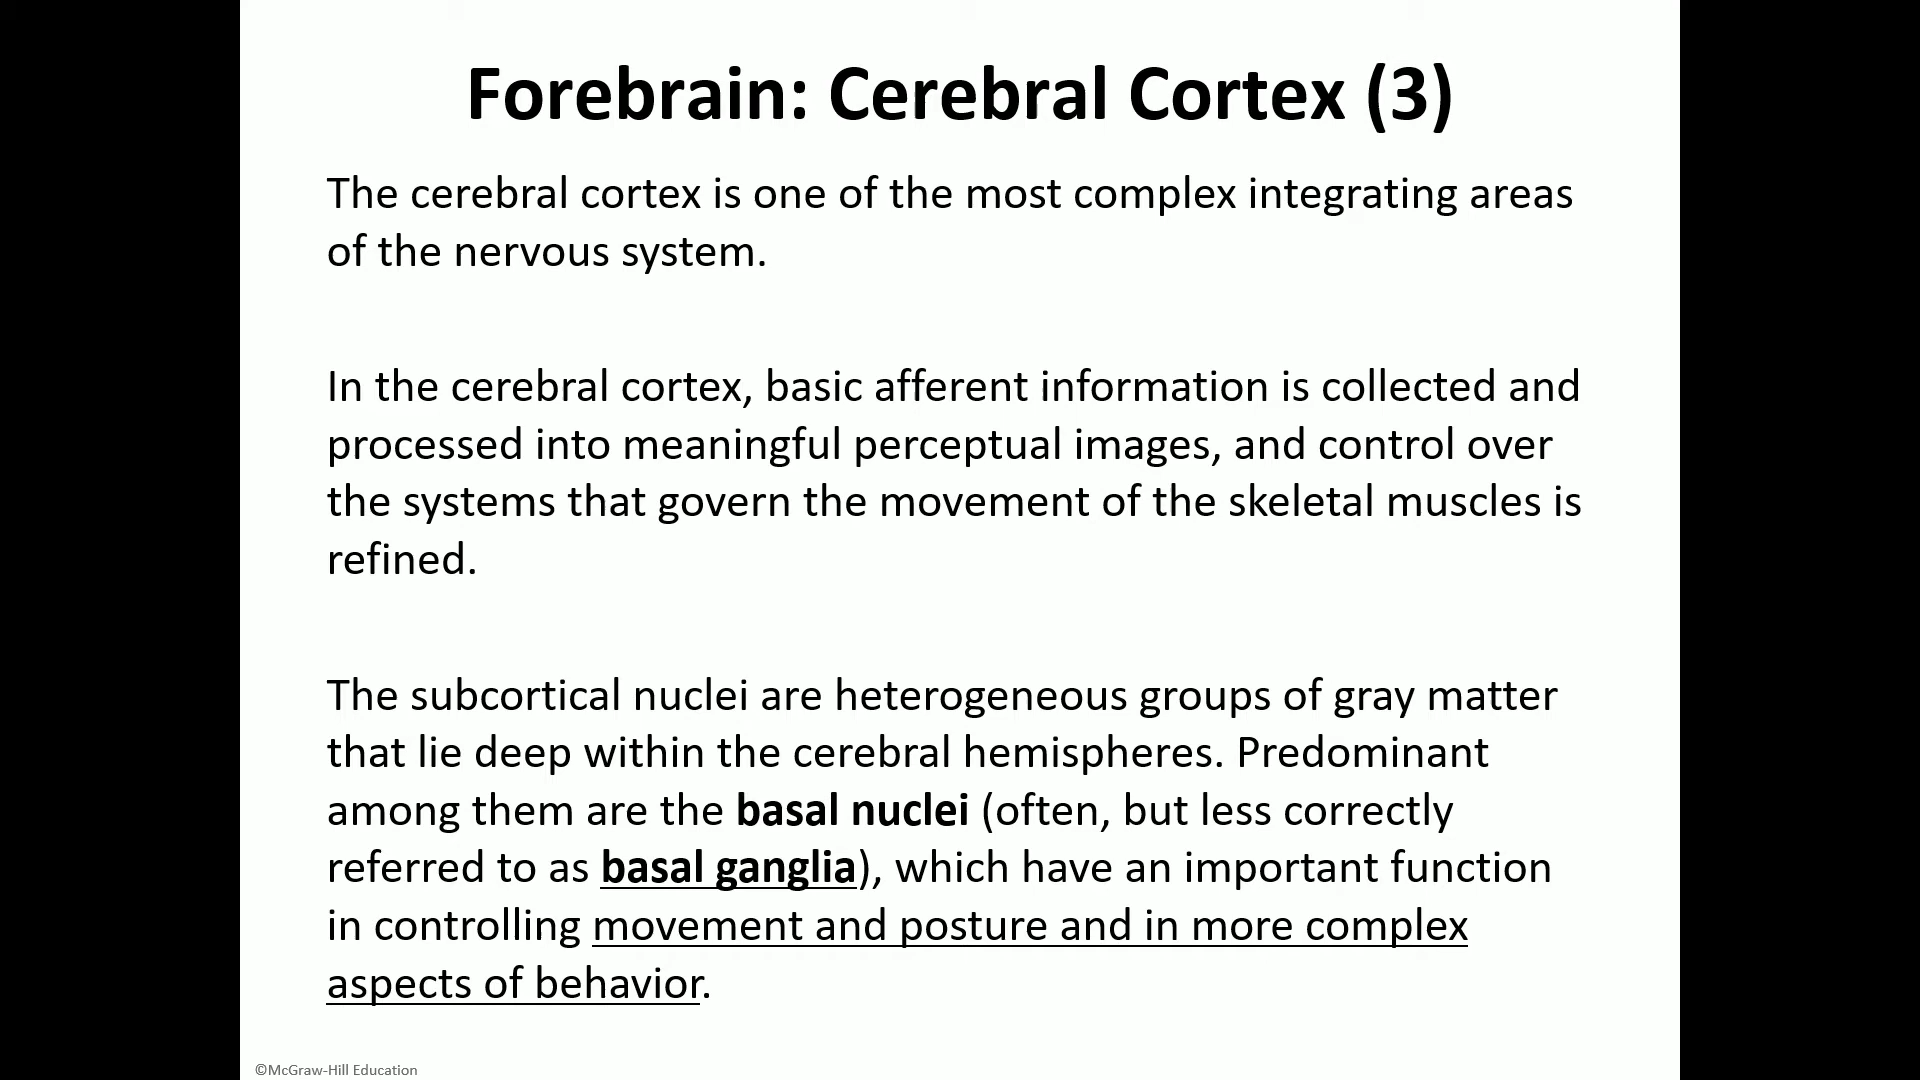 Forebrain: Cerebral Cortex (3)
The cerebral cortex is one of the most complex integrating areas
of the nervous system.
In the cerebral cortex, basic afferent information is collected and
processed into meaningful perceptual images, and control over
the systems that govern the movement of the skeletal muscles is
refined.
The subcortical nuclei are heterogeneous groups of gray matter
that lie deep within the cerebral hemispheres. Predominant
among them are the basal nuclei (often, but less correctly
referred to as basal ganglia), which have an important function
in controlling movement and posture and in more complex
aspects of behavior.
©McGraw-Hill Education